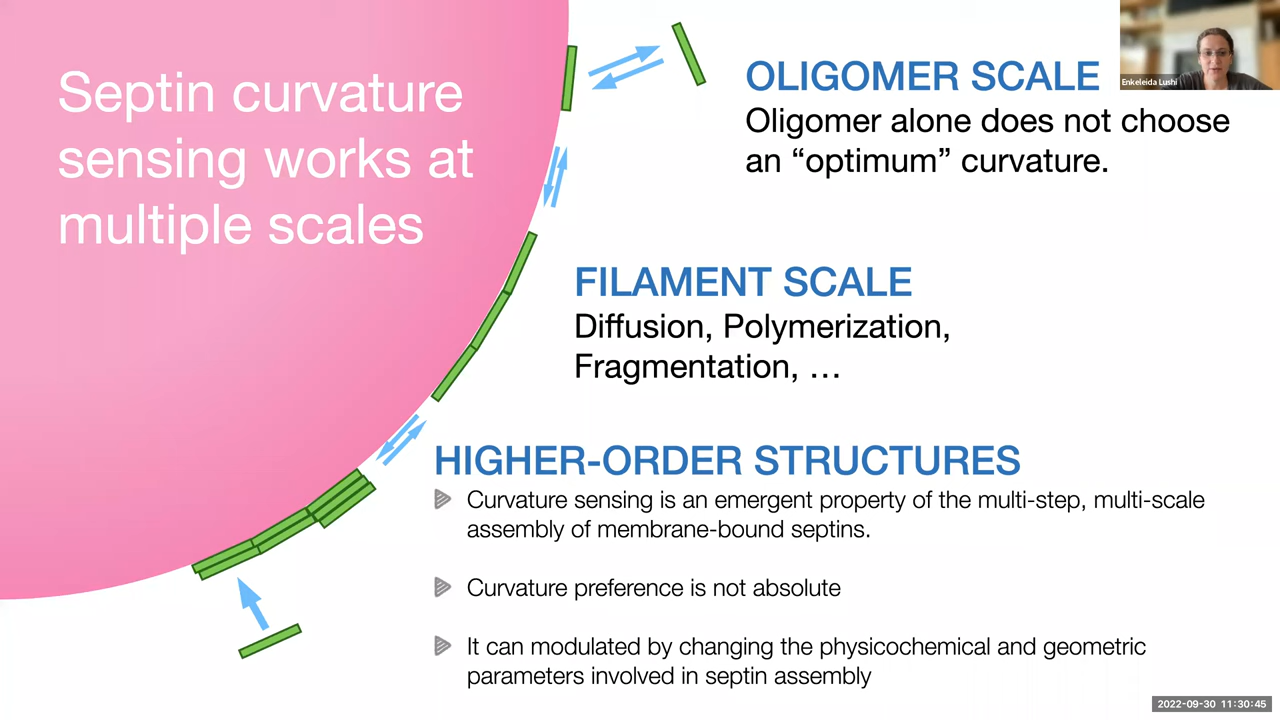 Septin curvature
sensing works at
multiple scales
OLIGOMER SCALE
Oligomer alone does not choose
an “optimum” curvature.
Enkeleida Lushi
FILAMENT SCALE
Diffusion, Polymerization,
Fragmentation, …
HIGHER-ORDER STRUCTURES
Curvature sensing is an emergent property of the multi-step, multi-scale
assembly of membrane-bound septins.
Curvature preference is not absolute
It can modulated by changing the physicochemical and geometric
parameters involved in septin assembly
2022-09-30 11:30:45